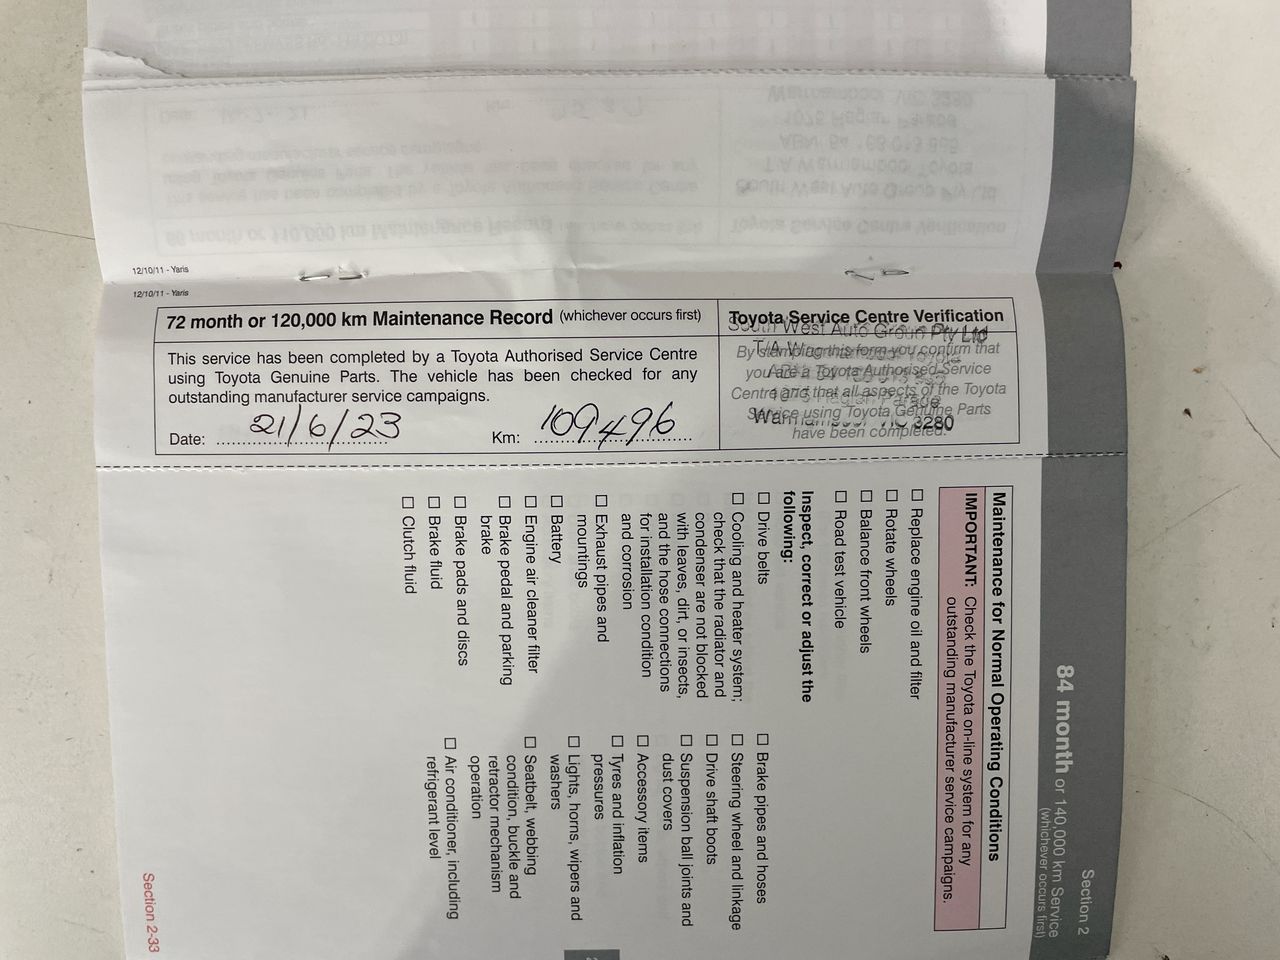 12/10/11 - Yaris
12/10/11 - Yaris
72 month or 120,000 km Maintenance Record (whichever occurs first)
This service has been completed by a Toyota Authorised Service Centre
using Toyota Genuine Parts. The vehicle has been checked for any
outstanding manufacturer service campaigns.
Date: 21/6/23 Km: 109496
Toyota Service Centre Verification
South West Auto Group Pty Ltd
By stamping this form you confirm that
you are a Toyota Authorised Service
Centre and that all aspects of the Toyota
Service using Toyota Genuine Parts
have been completed.
VIC 3280
Section 2
84 month or 140,000 km Service
(whichever occurs first)
Maintenance for Normal Operating Conditions
IMPORTANT: Check the Toyota on-line system for any
outstanding manufacturer service campaigns.
☐ Replace engine oil and filter
☐ Rotate wheels
☐ Balance front wheels
☐ Road test vehicle
Inspect, correct or adjust the
following:
☐ Drive belts
☐ Cooling and heater system;
check that the radiator and
condenser are not blocked
with leaves, dirt, or insects,
and the hose connections
for installation condition
and corrosion
☐ Exhaust pipes and
mountings
☐ Battery
☐ Engine air cleaner filter
☐ Brake pedal and parking
brake
☐ Brake pads and discs
☐ Brake fluid
☐ Clutch fluid
☐ Brake pipes and hoses
☐ Steering wheel and linkage
☐ Drive shaft boots
☐ Suspension ball joints and
dust covers
☐ Accessory items
☐ Tyres and inflation
pressures
☐ Lights, horns, wipers and
washers
☐ Seatbelt, webbing
condition, buckle and
retractor mechanism
operation
☐ Air conditioner, including
refrigerant level
Section 2-33